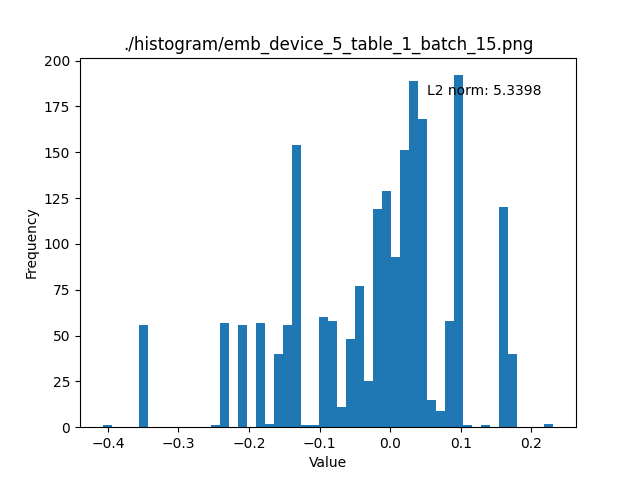 ./histogram/emb_device_5_table_1_batch_15.png
L2 norm: 5.3398
Frequency
200
175
150
125
100
75
50
25
0
−0.4 −0.3 −0.2 −0.1 0.0 0.1 0.2
Value